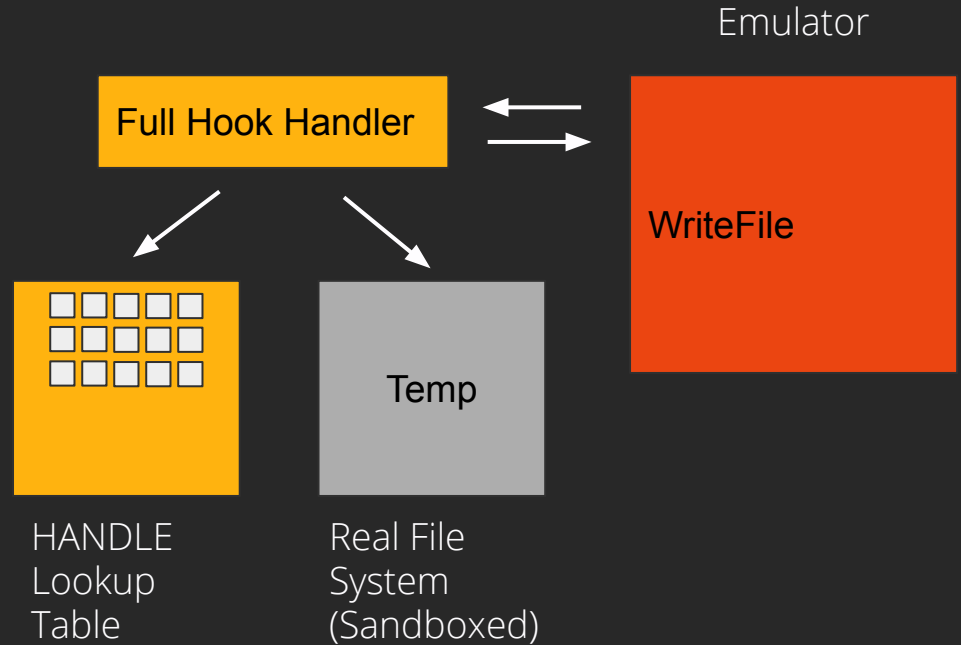 Emulator
Full Hook Handler
WriteFile
Temp
HANDLE
Lookup
Table
Real File
System
(Sandboxed)